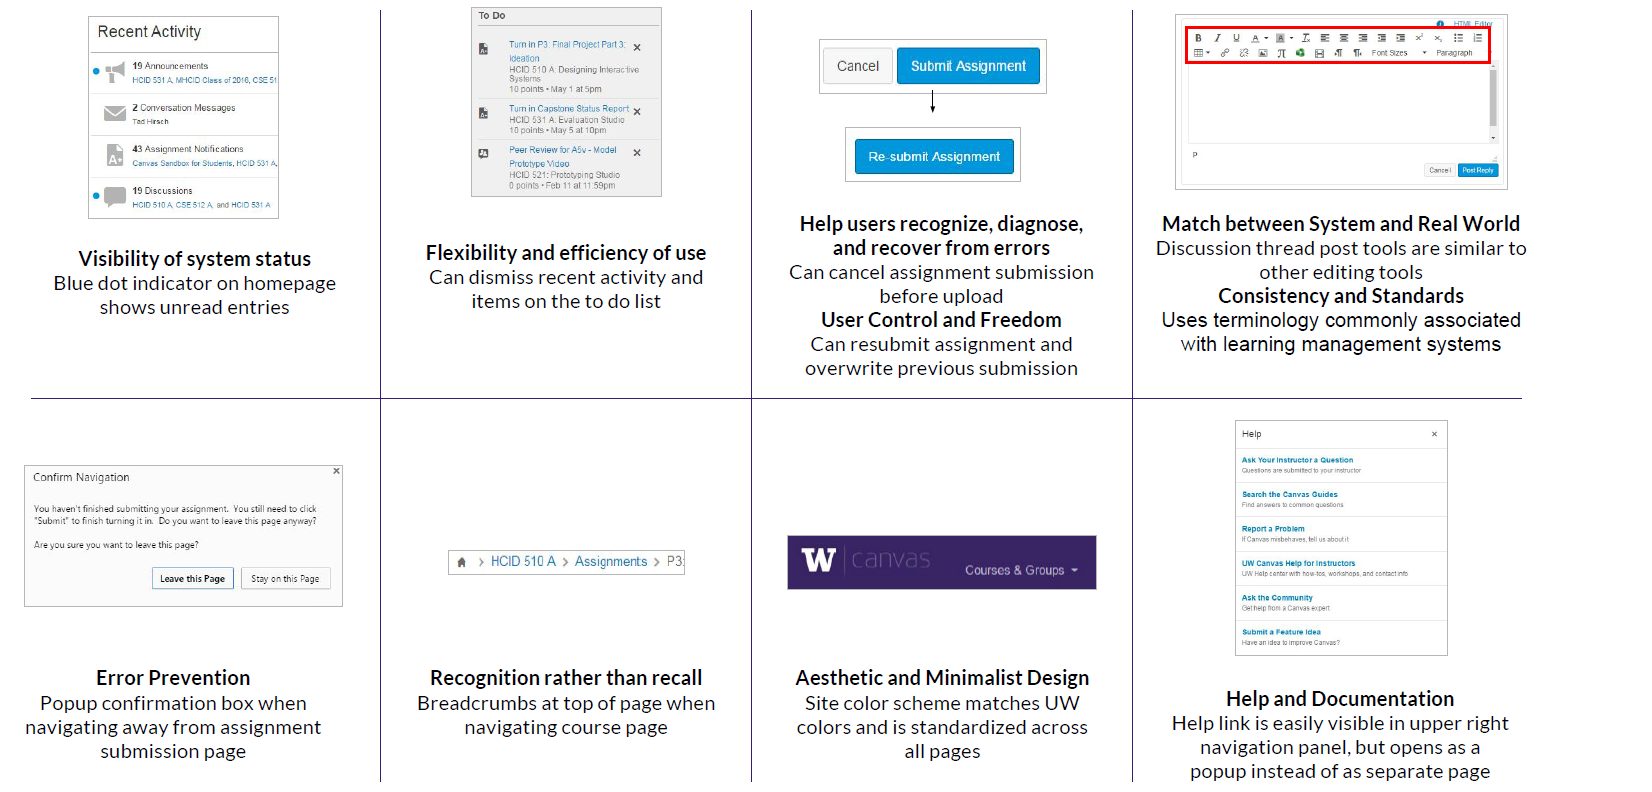 Recent Activity
19 Announcements
HCID 531 A, MHCID Class of 2016, CSE 51
2 Conversation Messages
Tad Hirsch
43 Assignment Notifications
Canvas Sandbox for Students, HCID 531 A,
19 Discussions
HCID 510 A, CSE 512 A, and HCID 531 A
Visibility of system status
Blue dot indicator on homepage
shows unread entries
To Do
Turn in P3: Final Project Part 3:
Ideation
HCID 510 A: Designing Interactive
Systems
10 points • May 1 at 5pm
Turn in Capstone Status Report
HCID 531 A: Evaluation Studio
10 points • May 5 at 10pm
Peer Review for A5v - Model
Prototype Video
HCID 521: Prototyping Studio
0 points • Feb 11 at 11:59pm
Flexibility and efficiency of use
Can dismiss recent activity and
items on the to do list
Cancel
Submit Assignment
Re-submit Assignment
Help users recognize, diagnose,
and recover from errors
Can cancel assignment submission
before upload
User Control and Freedom
Can resubmit assignment and
overwrite previous submission
HTML Editor
Font Sizes
Paragraph
P
Cancel
Post Reply
Match between System and Real World
Discussion thread post tools are similar to
other editing tools
Consistency and Standards
Uses terminology commonly associated
with learning management systems
Confirm Navigation
You haven't finished submitting your assignment. You still need to click
"Submit" to finish turning it in. Do you want to leave this page anyway?
Are you sure you want to leave this page?
Leave this Page
Stay on this Page
Error Prevention
Popup confirmation box when
navigating away from assignment
submission page
HCID 510 A > Assignments > P3:
Recognition rather than recall
Breadcrumbs at top of page when
navigating course page
W canvas
Courses & Groups
Aesthetic and Minimalist Design
Site color scheme matches UW
colors and is standardized across
all pages
Help
Ask Your Instructor a Question
Questions are submitted to your instructor
Search the Canvas Guides
Find answers to common questions
Report a Problem
If Canvas misbehaves, tell us about it
UW Canvas Help for Instructors
UW Help center with how-tos, workshops, and contact info
Ask the Community
Get help from a Canvas expert
Submit a Feature Idea
Have an idea to improve Canvas?
Help and Documentation
Help link is easily visible in upper right
navigation panel, but opens as a
popup instead of as separate page